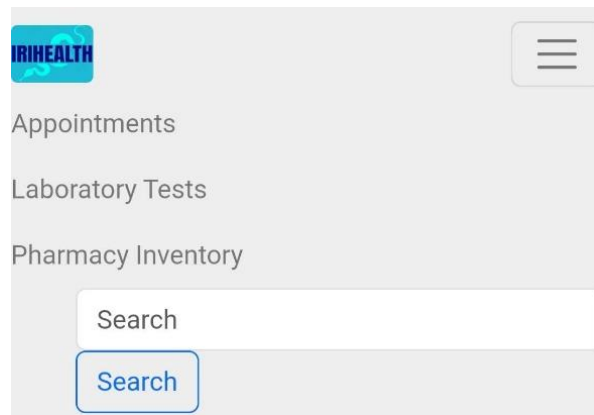 IRIHEALTH
Appointments
Laboratory Tests
Pharmacy Inventory
Search
Search